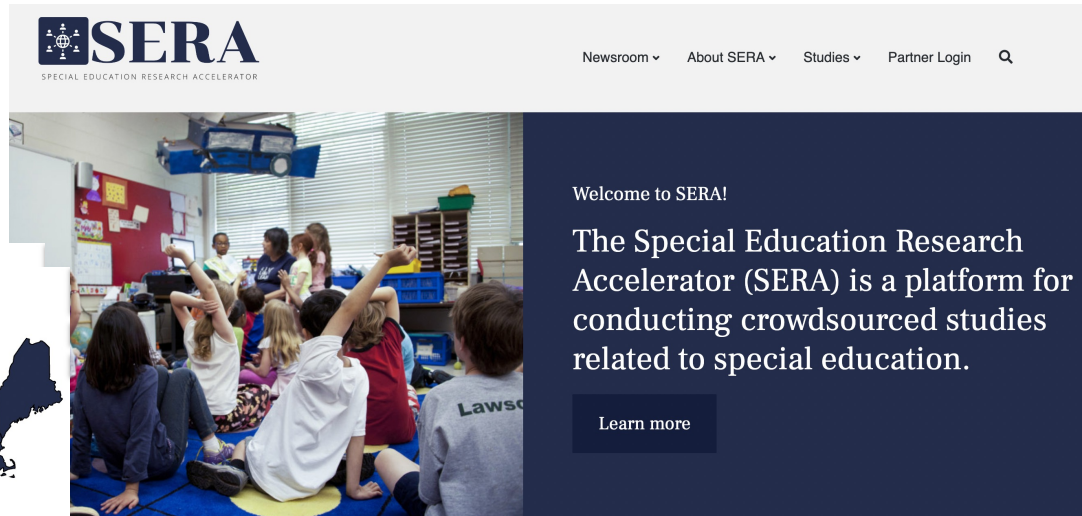 SERA
SPECIAL EDUCATION RESEARCH ACCELERATOR
Newsroom
About SERA
Studies
Partner Login
Welcome to SERA!
The Special Education Research
Accelerator (SERA) is a platform for
conducting crowdsourced studies
related to special education.
Learn more